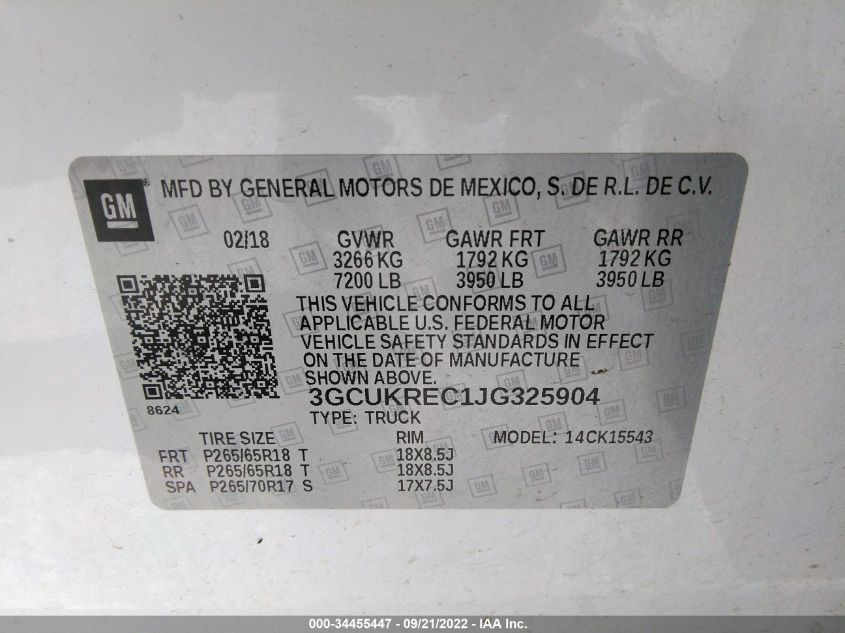 GM ® MFD BY GENERAL MOTORS DE MEXICO, S. DE R.L. DE C.V.
02/18 GVWR GAWR FRT GAWR RR
3266 KG 1792 KG 1792 KG
7200 LB 3950 LB 3950 LB
THIS VEHICLE CONFORMS TO ALL
APPLICABLE U.S. FEDERAL MOTOR
VEHICLE SAFETY STANDARDS IN EFFECT
ON THE DATE OF MANUFACTURE
SHOWN ABOVE.
3GCUKREC1JG325904
8624
TYPE: TRUCK
TIRE SIZE RIM MODEL: 14CK15543
FRT P265/65R18 T 18X8.5J
RR P265/65R18 T 18X8.5J
SPA P265/70R17 S 17X7.5J
000-34455447 - 09/21/2022 - IAA Inc.